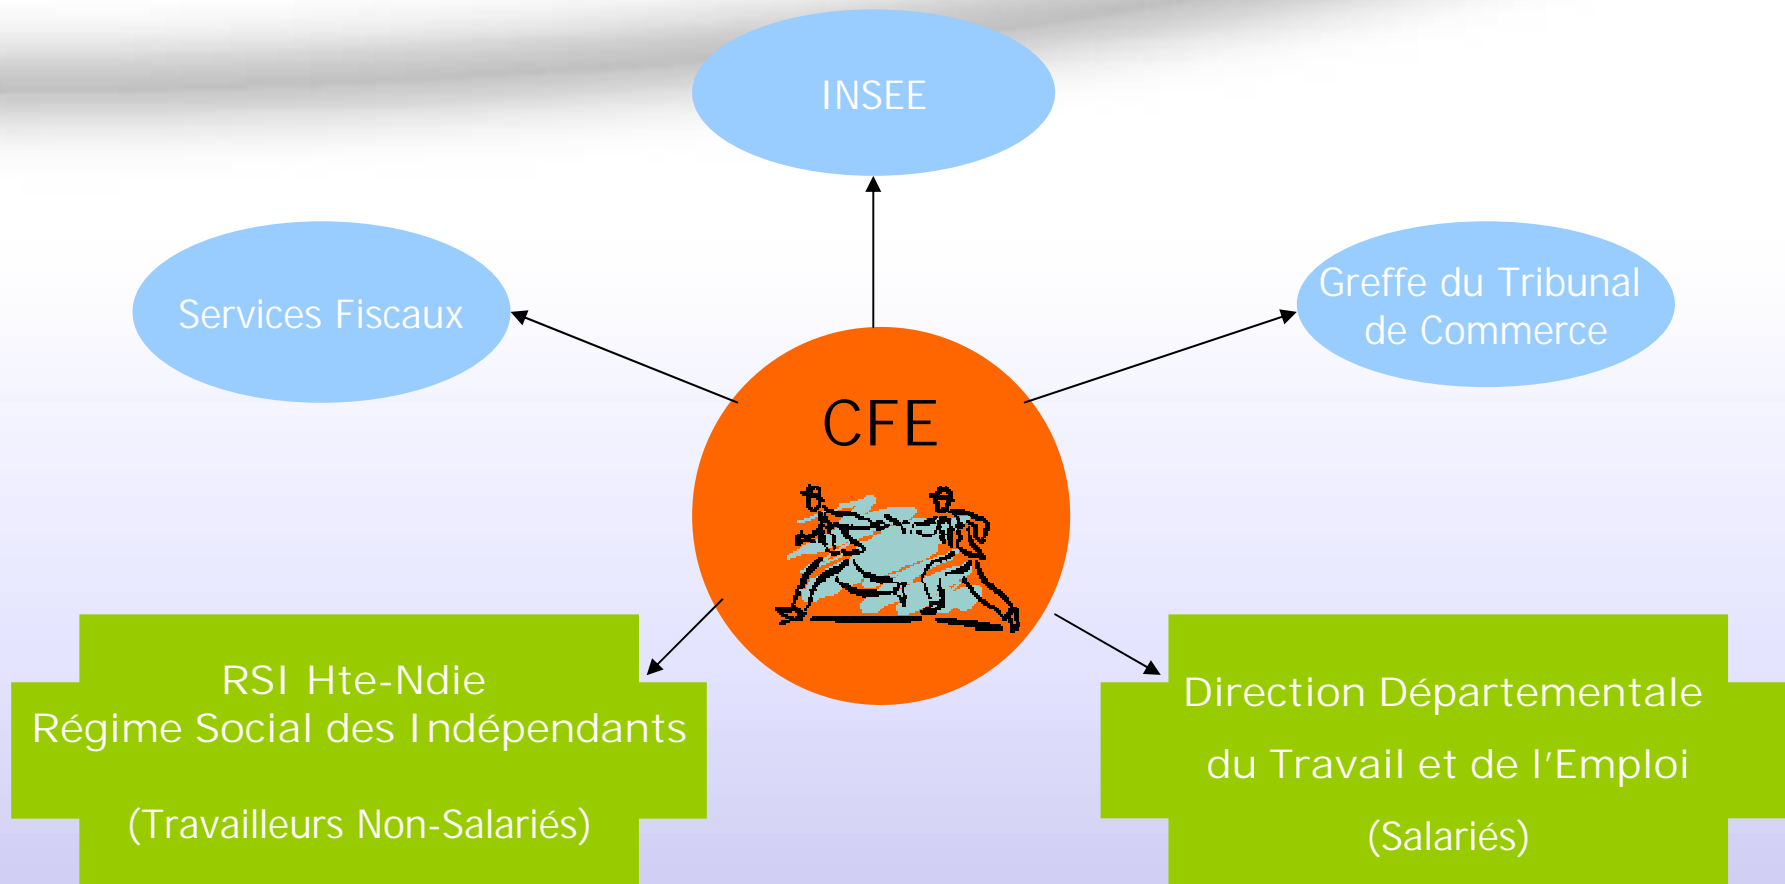 INSEE
Services Fiscaux
Greffe du Tribunal
de Commerce
CFE
RSI Hte-Ndie
Régime Social des Indépendants
(Travailleurs Non-Salariés)
Direction Départementale
du Travail et de l'Emploi
(Salariés)